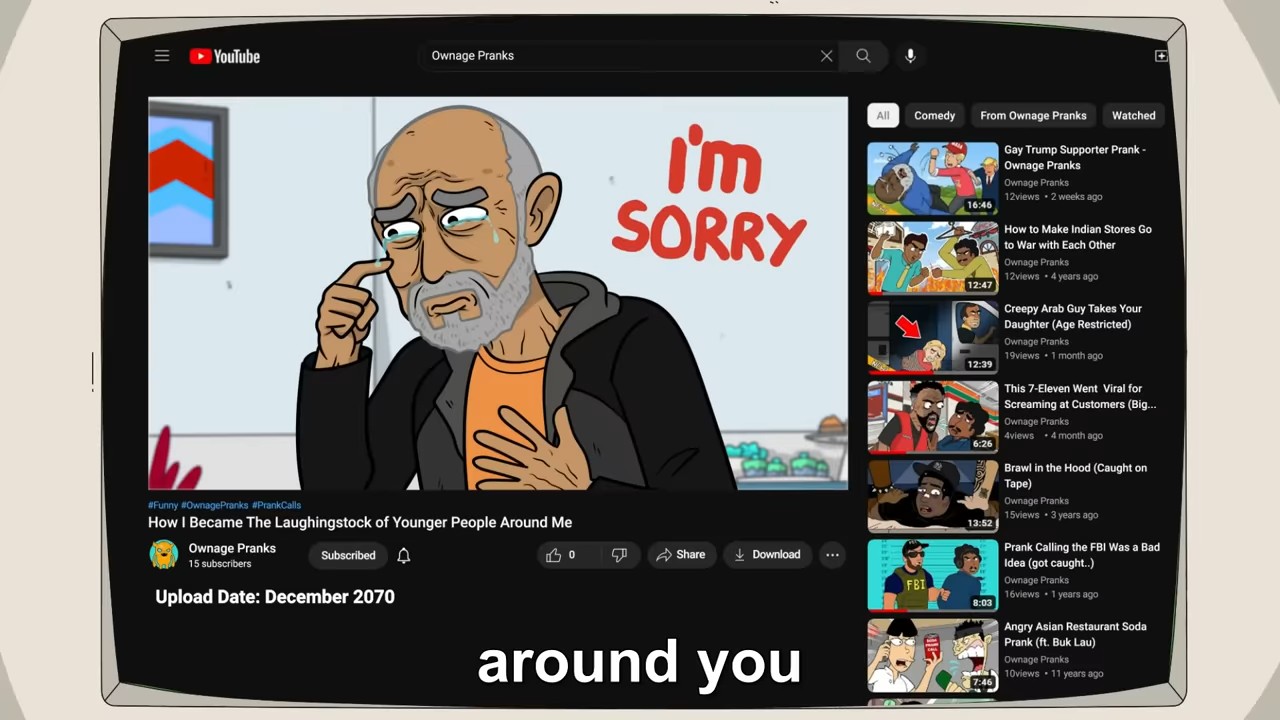 YouTube
Ownage Pranks
I'm
SORRY
#Funny #OwnagePranks #PrankCalls
How I Became The Laughingstock of Younger People Around Me
Ownage Pranks
15 subscribers
Subscribed
0
Share
Download
Upload Date: December 2070
around you
All
Comedy
From Ownage Pranks
Watched
16:46
Gay Trump Supporter Prank -
Ownage Pranks
Ownage Pranks
12views • 2 weeks ago
12:47
How to Make Indian Stores Go
to War with Each Other
Ownage Pranks
12views • 4 years ago
12:39
Creepy Arab Guy Takes Your
Daughter (Age Restricted)
Ownage Pranks
19views • 1 month ago
6:26
This 7-Eleven Went Viral for
Screaming at Customers (Big...
Ownage Pranks
4views • 4 month ago
13:52
Brawl in the Hood (Caught on
Tape)
Ownage Pranks
15views • 3 years ago
FBI
8:03
Prank Calling the FBI Was a Bad
Idea (got caught..)
Ownage Pranks
16views • 1 years ago
7:46
Angry Asian Restaurant Soda
Prank (ft. Buk Lau)
Ownage Pranks
10views • 11 years ago